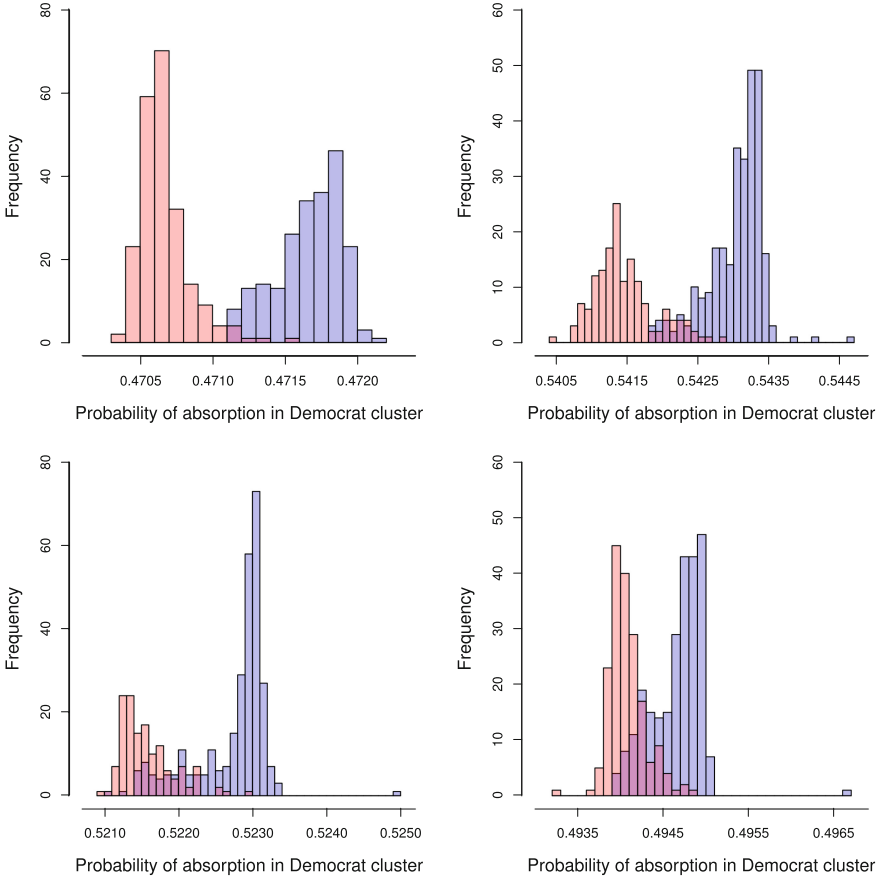 80
60
40
20
0
Frequency
0.4705 0.4710 0.4715 0.4720
Probability of absorption in Democrat cluster
60
50
40
30
20
10
0
Frequency
0.5405 0.5415 0.5425 0.5435 0.5445
Probability of absorption in Democrat cluster
80
60
40
20
0
Frequency
0.5210 0.5220 0.5230 0.5240 0.5250
Probability of absorption in Democrat cluster
60
50
40
30
20
10
0
Frequency
0.4935 0.4945 0.4955 0.4965
Probability of absorption in Democrat cluster